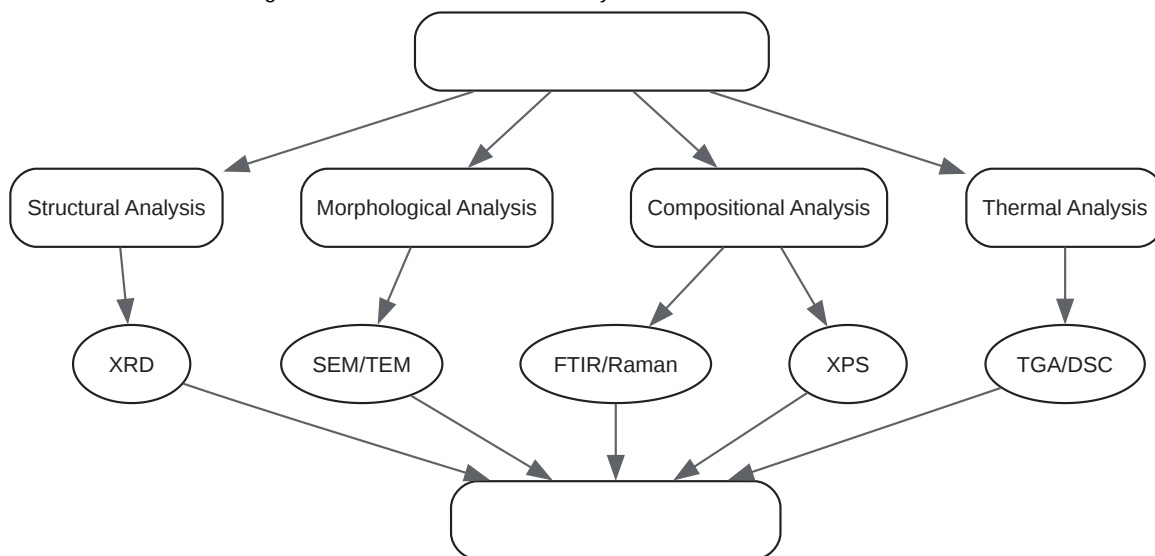 Structural Analysis
Morphological Analysis
Compositional Analysis
Thermal Analysis
XRD
SEM/TEM
FTIR/Raman
XPS
TGA/DSC